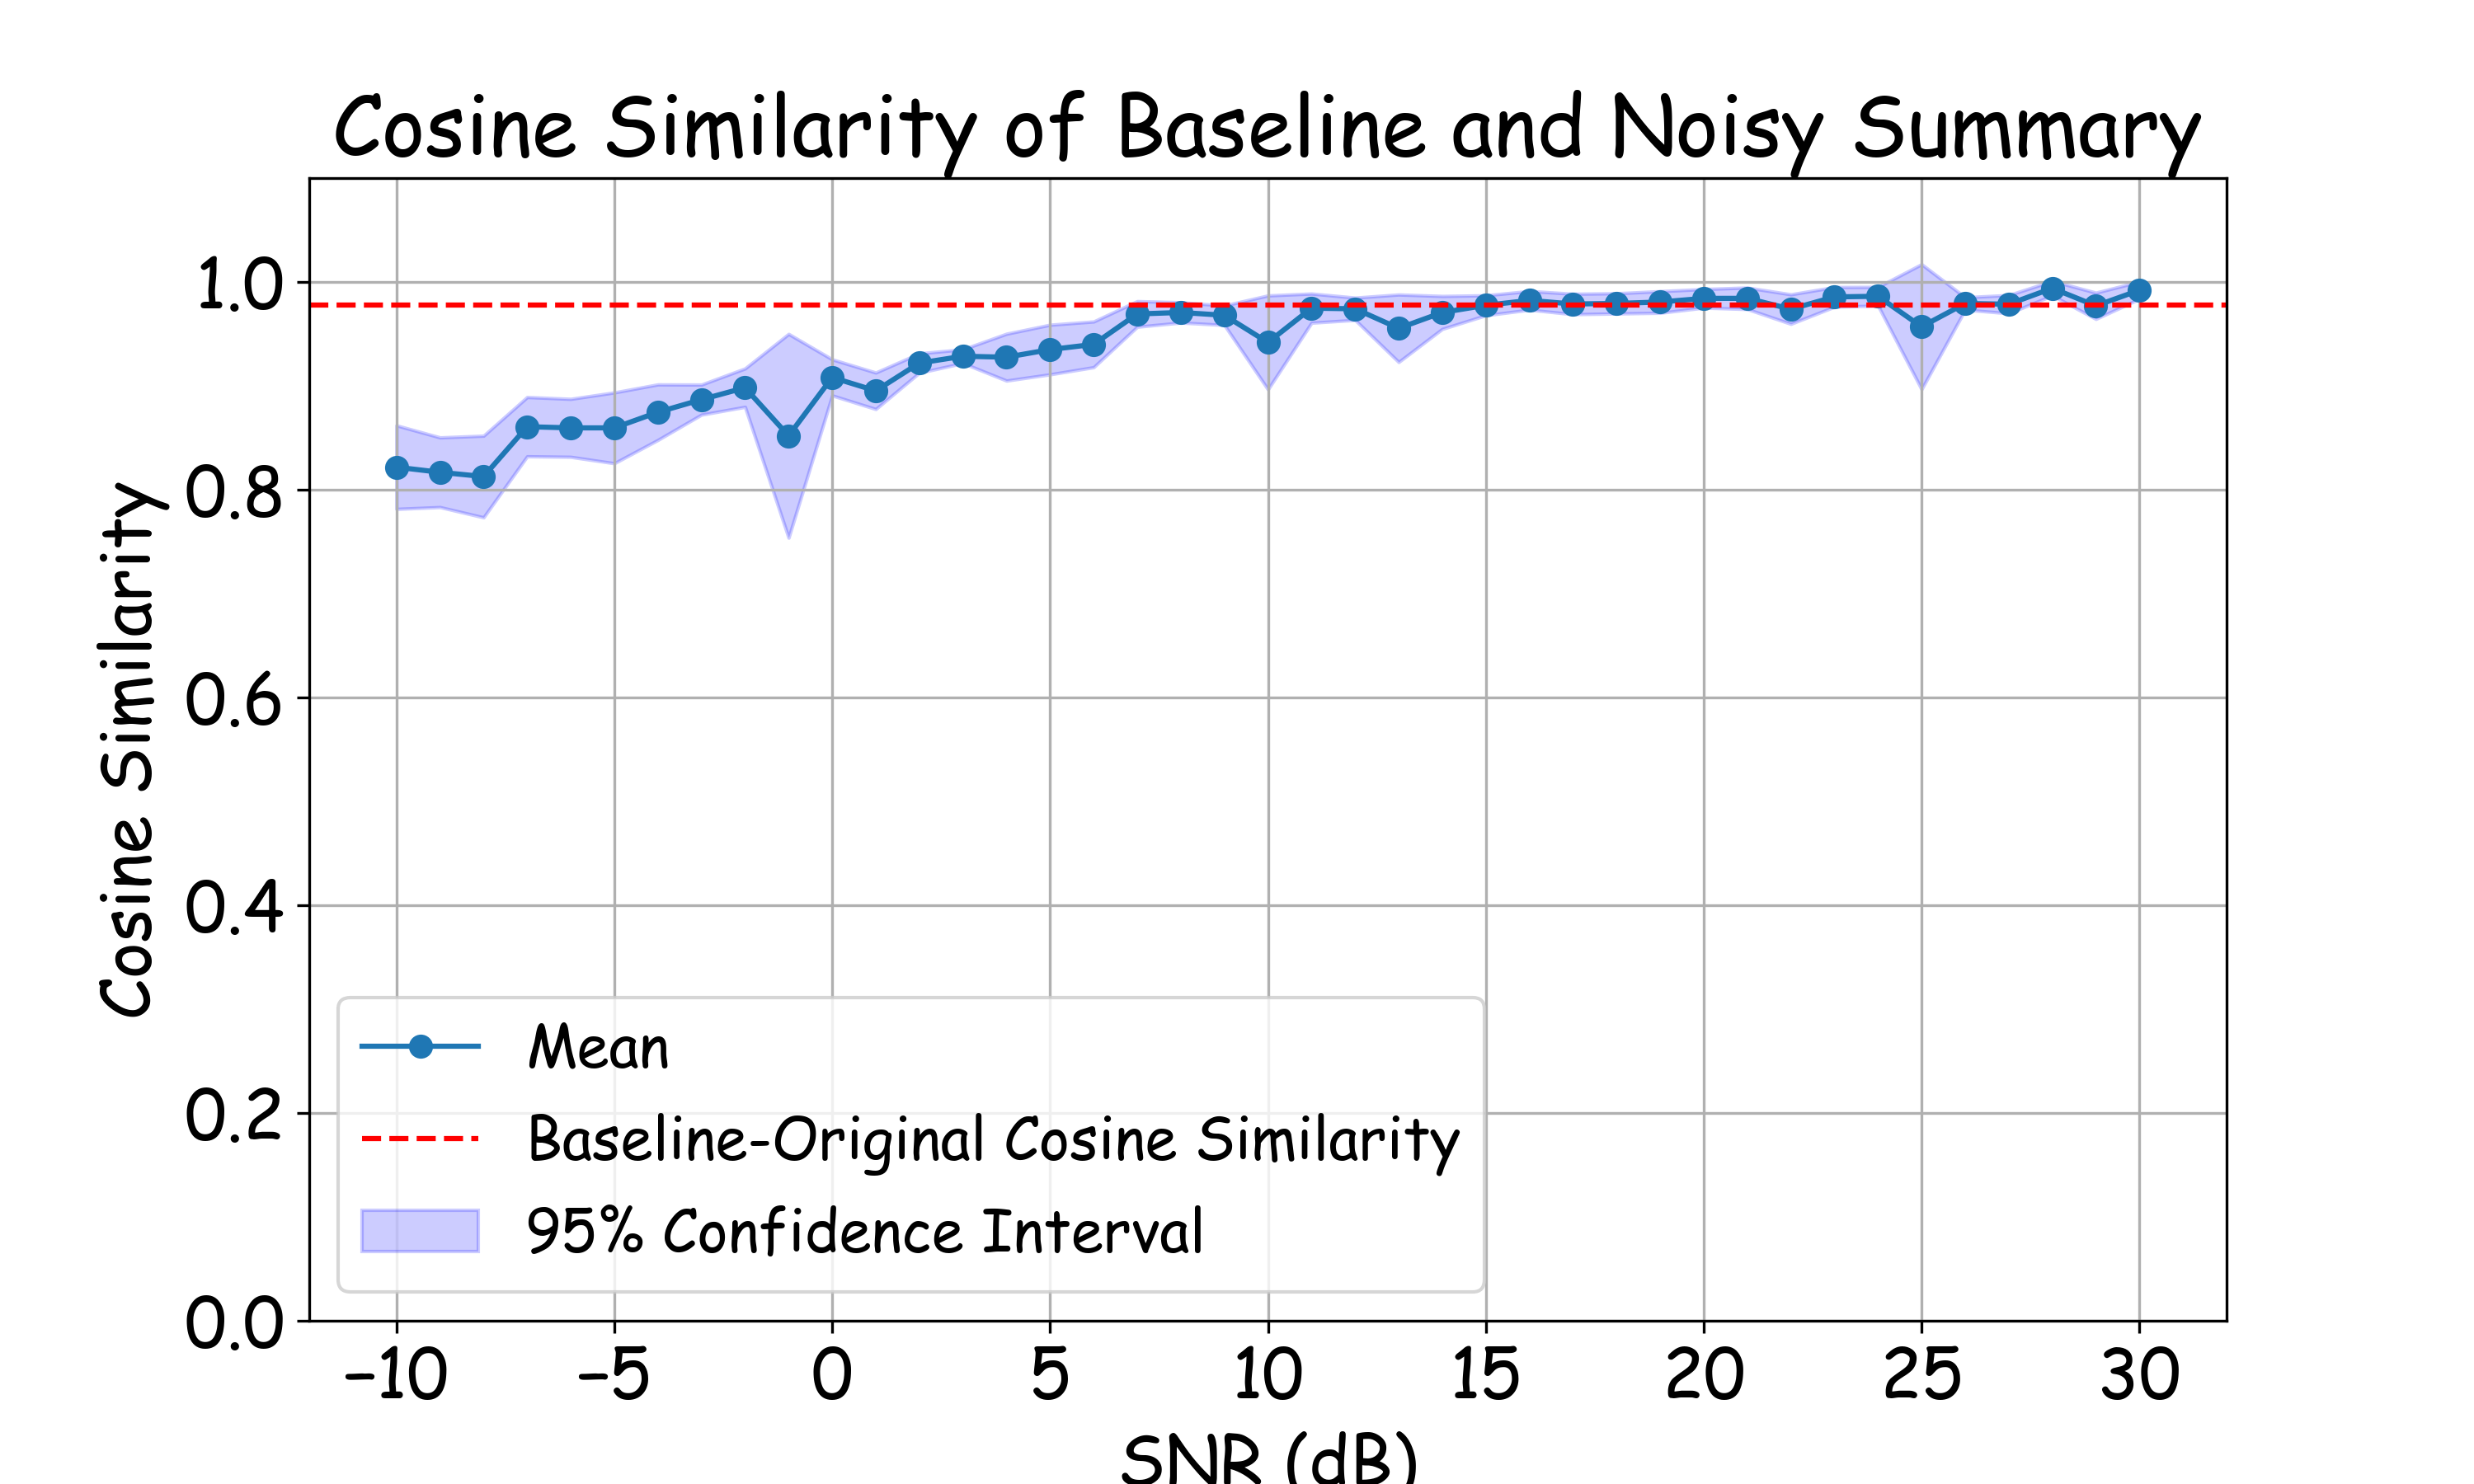 Cosine Similarity of Baseline and Noisy Summary
Cosine Similarity
1.0
0.8
0.6
0.4
0.2
0.0
Mean
Baseline-Original Cosine Similarity
95% Confidence Interval
-10 -5 0 5 10 15 20 25 30
SNR (dB)